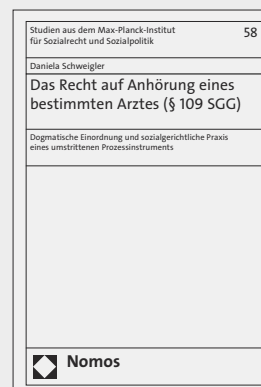 Studien aus dem Max-Planck-Institut
für Sozialrecht und Sozialpolitik
58
Daniela Schweigler
Das Recht auf Anhörung eines
bestimmten Arztes (§ 109 SGG)
Dogmatische Einordnung und sozialgerichtliche Praxis
eines umstrittenen Prozessinstruments
Nomos